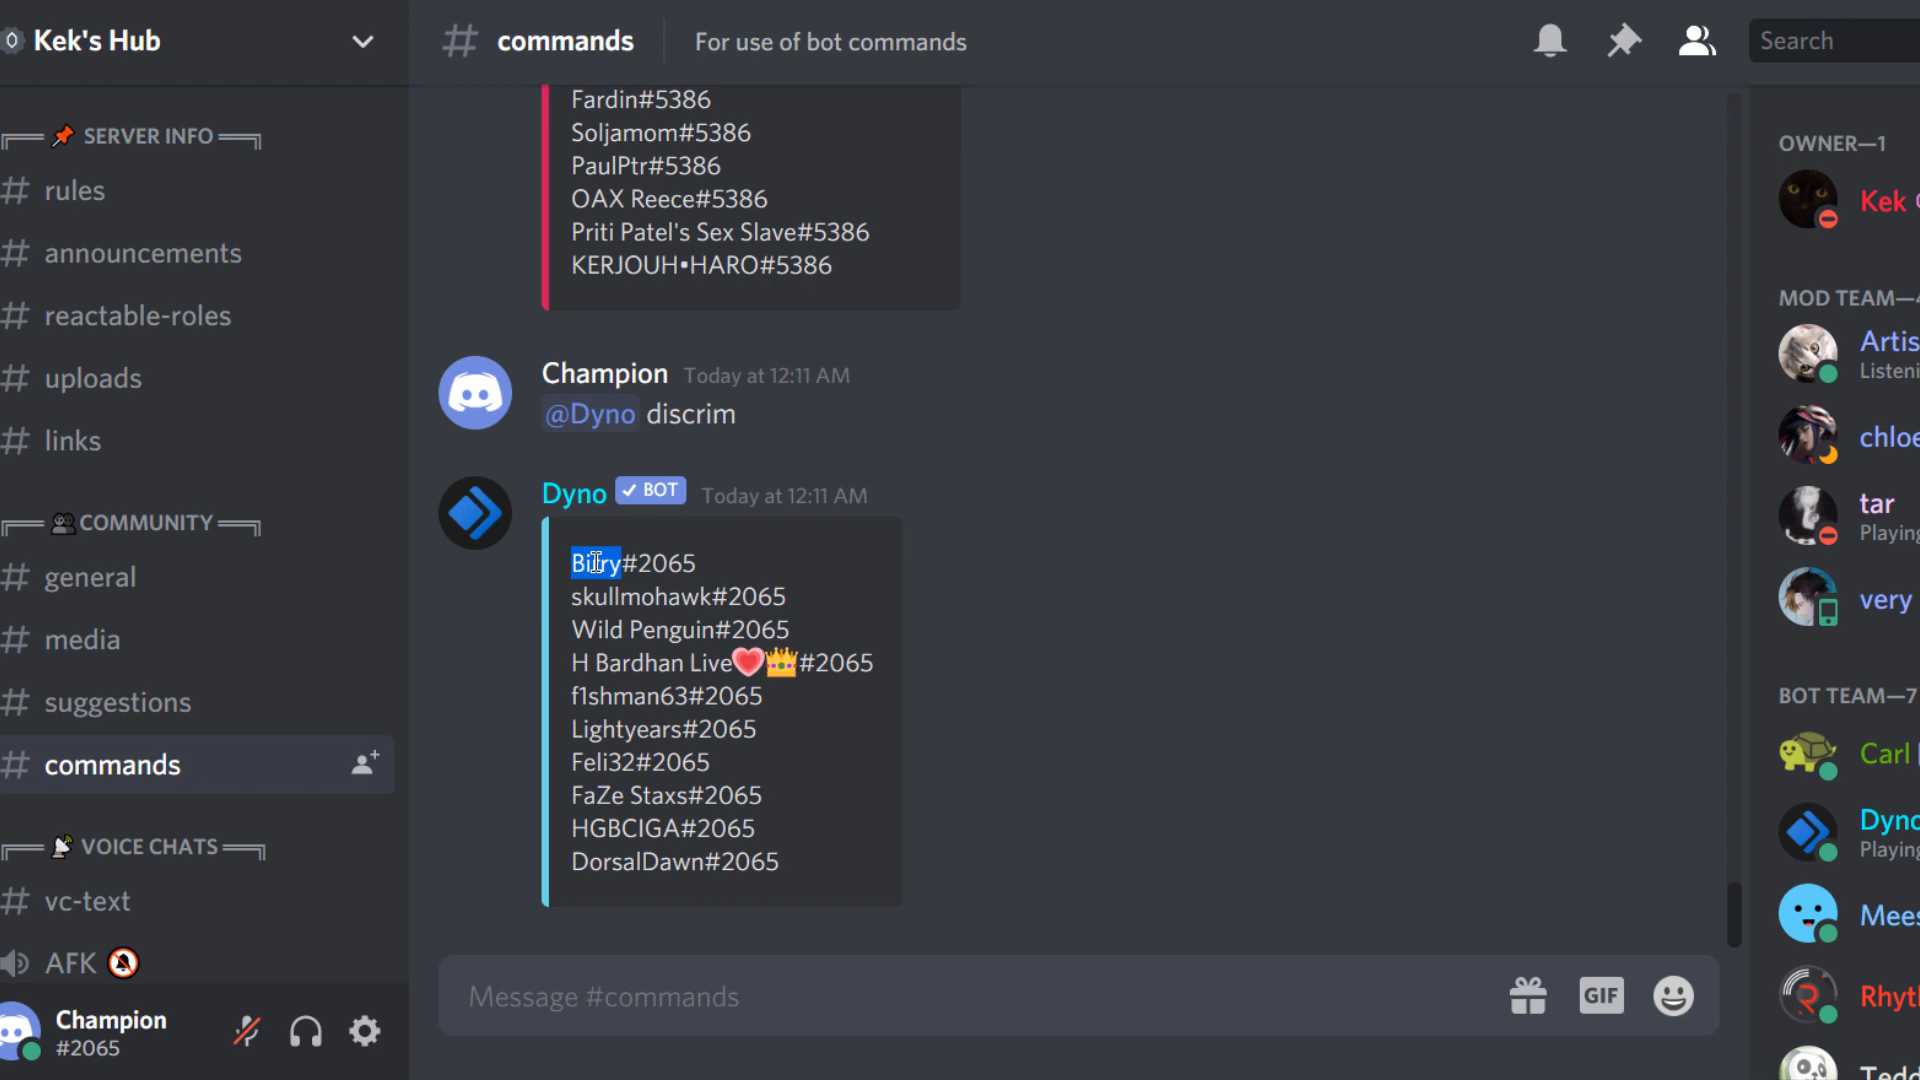 Kek's Hub
SERVER INFO
rules
announcements
reactable-roles
uploads
links
COMMUNITY
general
media
suggestions
commands
VOICE CHATS
vc-text
AFK
Champion
#2065
commands
For use of bot commands
Search
Fardin#5386
Soljamom#5386
PaulPtr#5386
OAX Reece#5386
Priti Patel's Sex Slave#5386
KERJOUH•HARO#5386
Champion Today at 12:11 AM
@Dyno discrim
Dyno ✓ BOT Today at 12:11 AM
#2065
skullmohawk#2065
Wild Penguin#2065
H Bardhan Live❤️👑#2065
f1shman63#2065
Lightyears#2065
Feli32#2065
FaZe Staxs#2065
HGBCIGA#2065
DorsalDawn#2065
Message #commands
GIF
OWNER—1
Kek
MOD TEAM—4
Artis
Listeni
chloe
tar
Playing
very
BOT TEAM—7
Carl
Dyno
Playing
Mees
Rhyth
Tedd